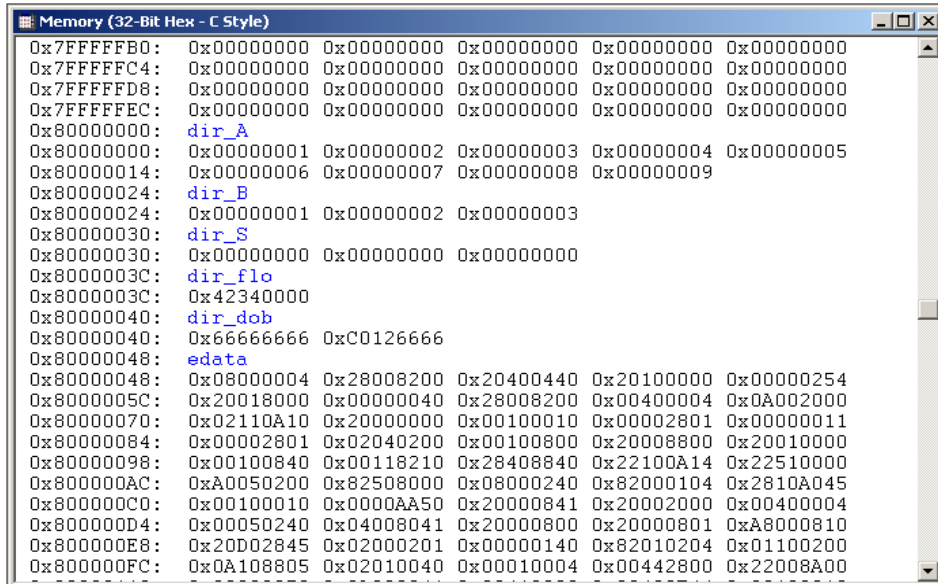 Memory (32-Bit Hex - C Style)
0x7FFFFFB0: 0x00000000 0x00000000 0x00000000 0x00000000 0x00000000
0x7FFFFFC4: 0x00000000 0x00000000 0x00000000 0x00000000 0x00000000
0x7FFFFFD8: 0x00000000 0x00000000 0x00000000 0x00000000 0x00000000
0x7FFFFFEC: 0x00000000 0x00000000 0x00000000 0x00000000 0x00000000
0x80000000: dir_A
0x80000000: 0x00000001 0x00000002 0x00000003 0x00000004 0x00000005
0x80000014: 0x00000006 0x00000007 0x00000008 0x00000009
0x80000024: dir_B
0x80000024: 0x00000001 0x00000002 0x00000003
0x80000030: dir_S
0x80000030: 0x00000000 0x00000000 0x00000000
0x8000003C: dir_flo
0x8000003C: 0x42340000
0x80000040: dir_dob
0x80000040: 0x66666666 0xC0126666
0x80000048: edata
0x80000048: 0x08000004 0x28008200 0x20400440 0x20100000 0x00000254
0x8000005C: 0x20018000 0x00000040 0x28008200 0x00400004 0x0A002000
0x80000070: 0x02110A10 0x20000000 0x00100010 0x00002801 0x00000011
0x80000084: 0x00002801 0x02040200 0x00100800 0x20008800 0x20010000
0x80000098: 0x00100840 0x00118210 0x28408840 0x22100A14 0x22510000
0x800000AC: 0xA0050200 0x82508000 0x08000240 0x82000104 0x2810A045
0x800000C0: 0x00100010 0x0000AA50 0x20000841 0x20002000 0x00400004
0x800000D4: 0x00050240 0x04008041 0x20000800 0x20000801 0xA8000810
0x800000E8: 0x20D02845 0x02000201 0x00000140 0x82010204 0x01100200
0x800000FC: 0x0A108805 0x02010040 0x00010004 0x00442800 0x22008A00